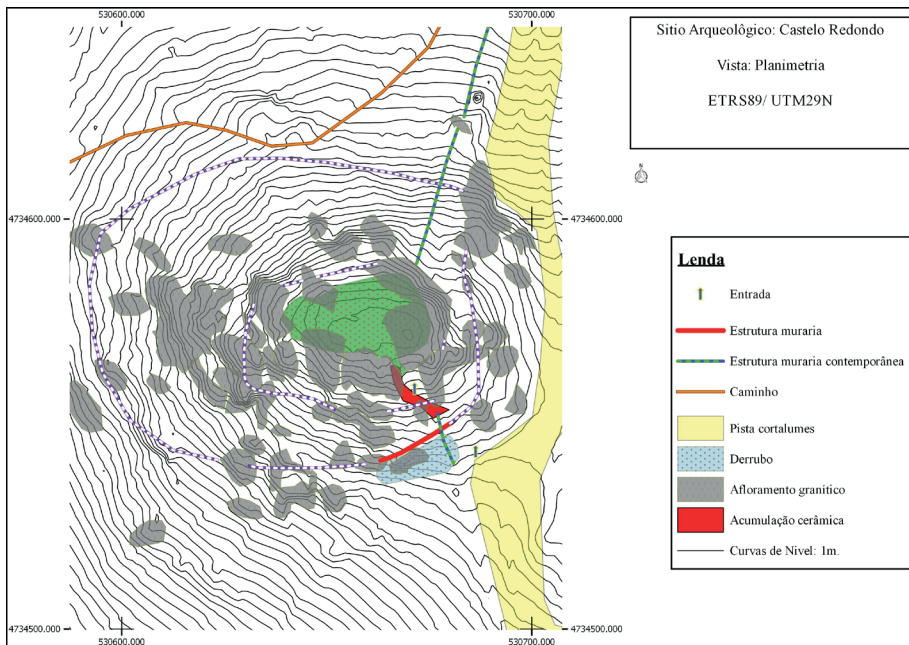 530600.000
530700.000
Sitio Arqueológico: Castelo Redondo
Vista: Planimetria
ETRS89/ UTM29N
N
4734600.000
4734600.000
Lenda
Entrada
Estrutura muraria
Estrutura muraria contemporânea
Caminho
Pista cortalumes
Derrubo
Afloramento granitico
Acumulação cerâmica
Curvas de Nivel: 1m.
4734500.000
4734500.000
530600.000
530700.000